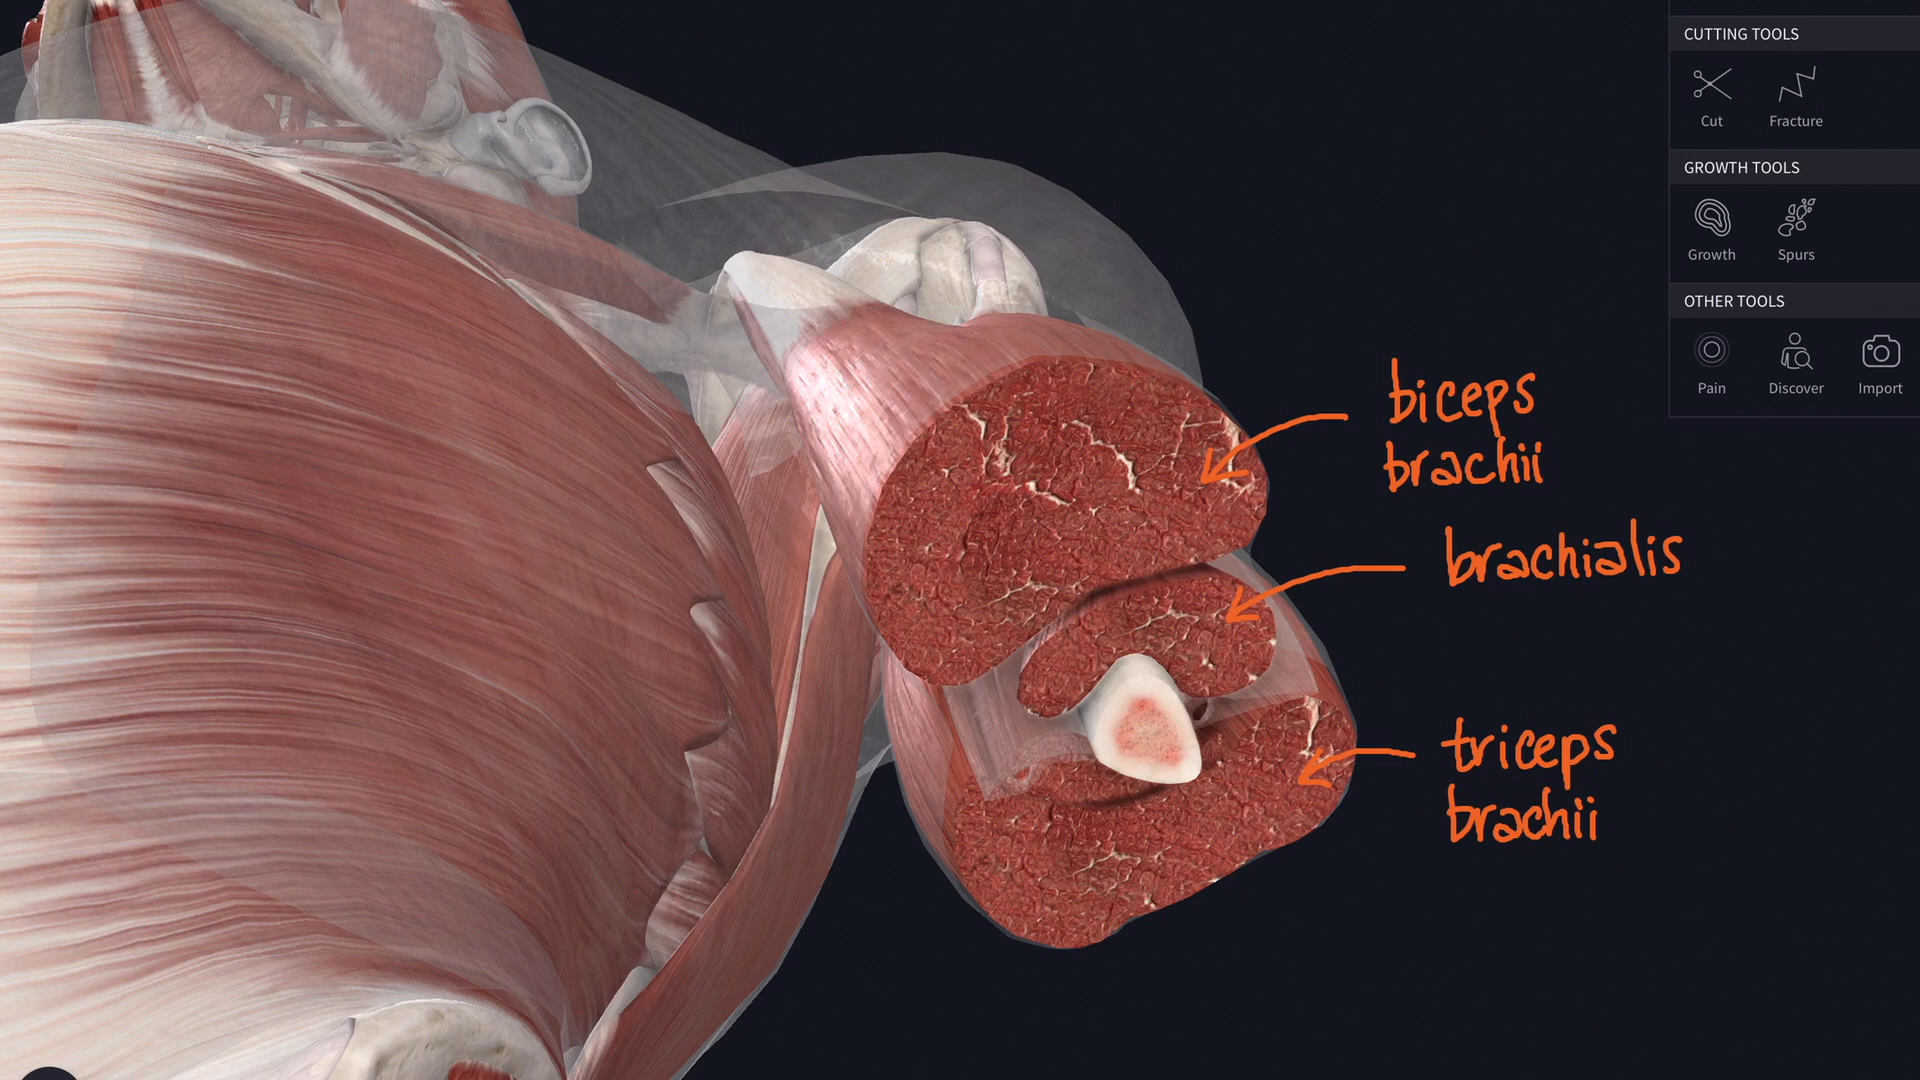 CUTTING TOOLS
Cut Fracture
GROWTH TOOLS
Growth Spurs
OTHER TOOLS
Pain Discover Import
biceps
brachii
brachialis
triceps
brachii